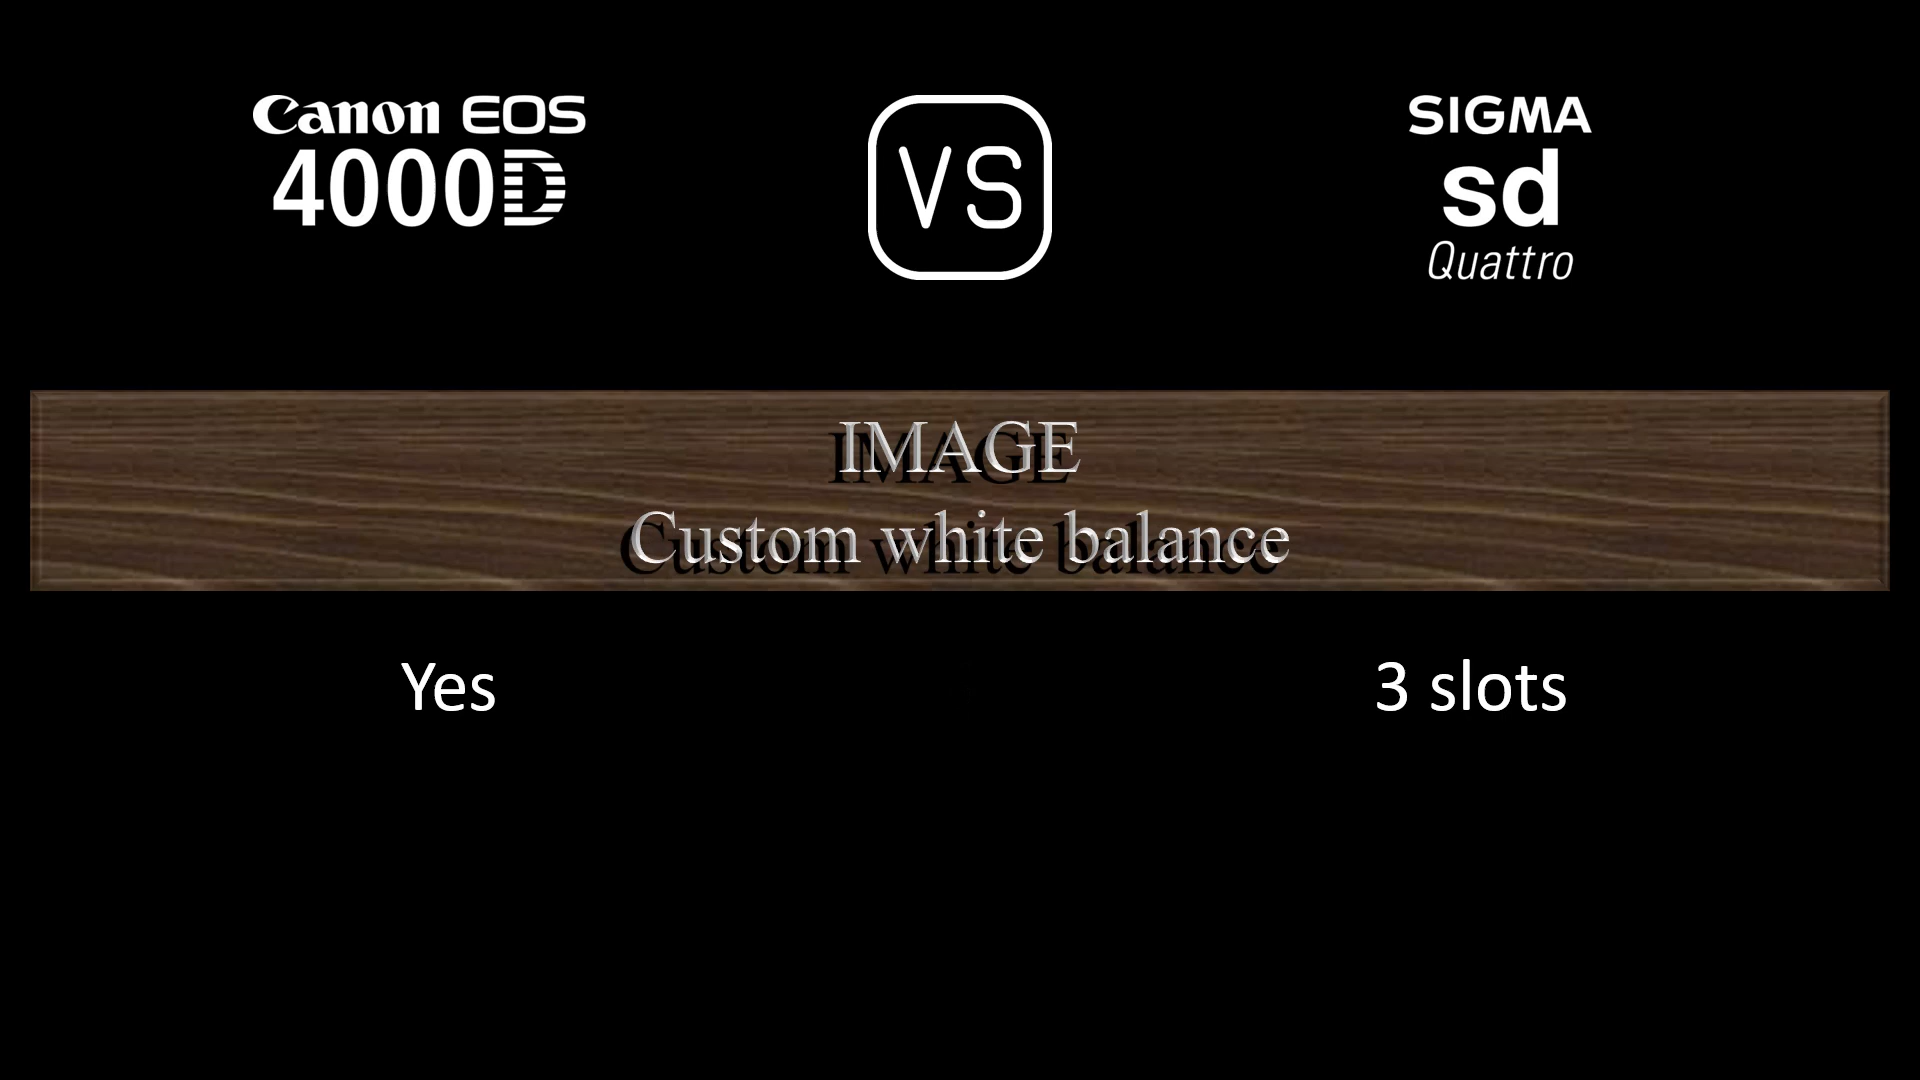 Canon EOS
4000D
VS
SIGMA
sd
Quattro
IMAGE
Custom white balance
Yes
3 slots